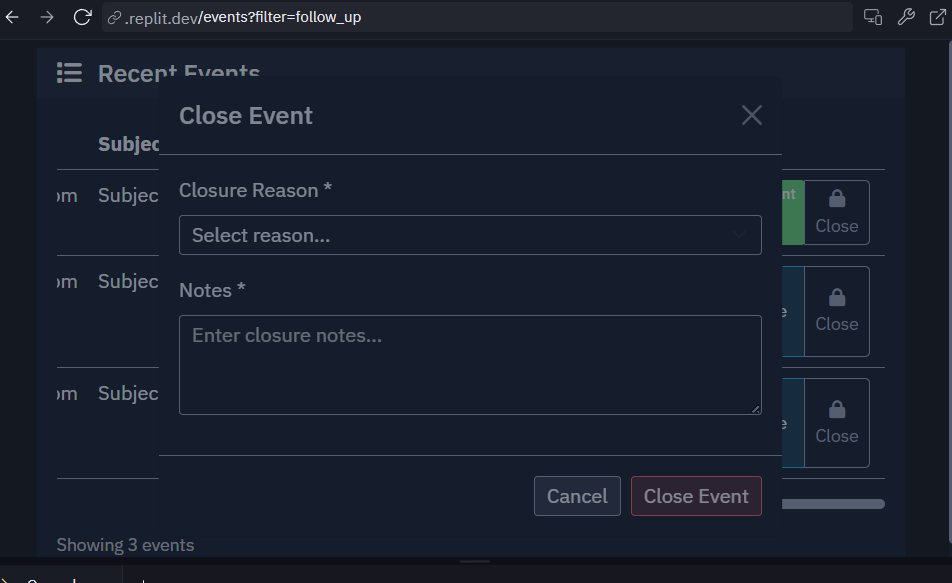 .replit.dev/events?filter=follow_up
Recent Events
Close Event
Subjec
Closure Reason *
om Subjec
nt
Close
Select reason...
om Subjec
Notes *
e
Close
Enter closure notes...
om Subjec
e
Close
Cancel
Close Event
Showing 3 events